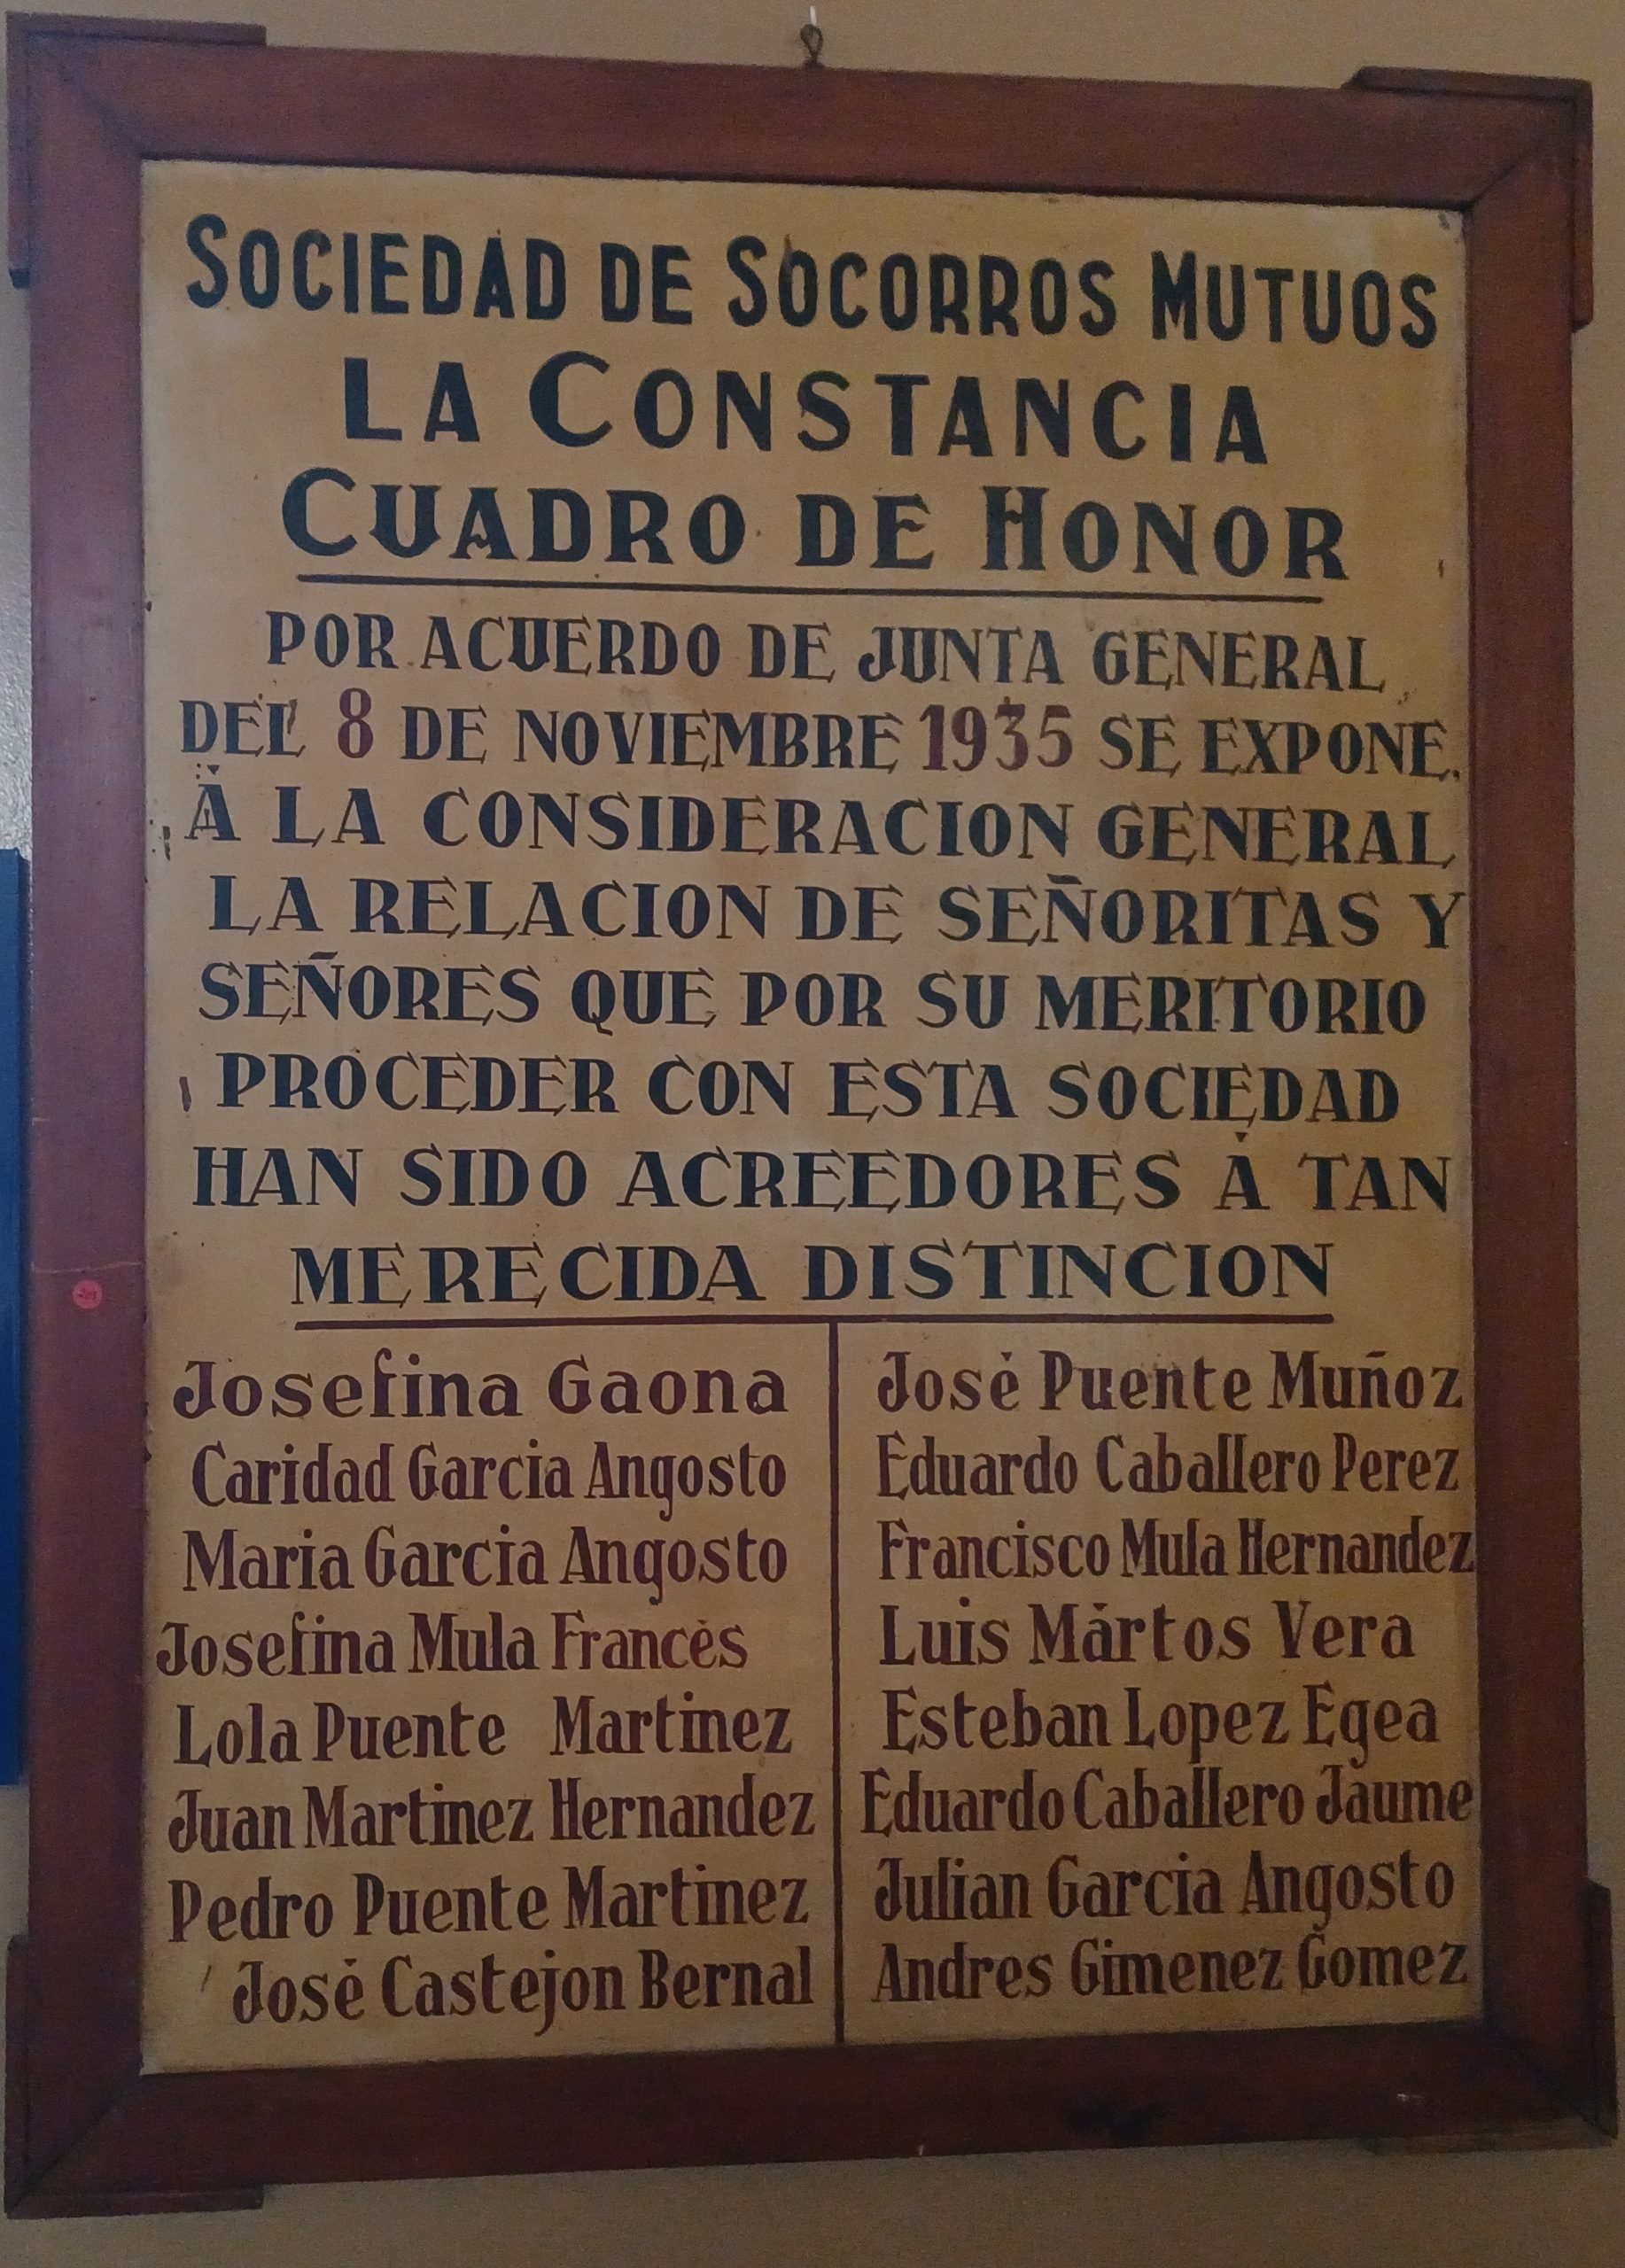 SOCIEDAD DE SOCORROS MUTUOS
LA CONSTANCIA
CUADRO DE HONOR
POR ACUERDO DE JUNTA GENERAL
DEL 8 DE NOVIEMBRE 1935 SE EXPONE.
Á LA CONSIDERACION GENERAL
LA RELACION DE SEÑORITAS Y
SEÑORES QUE POR SU MERITORIO
PROCEDER CON ESTA SOCIEDAD
HAN SIDO ACREEDORES Á TAN
MERECIDA DISTINCION
Josefina Gaona
Caridad Garcia Angosto
Maria Garcia Angosto
Josefina Mula Francés
Lola Puente Martinez
Juan Martinez Hernandez
Pedro Puente Martinez
José Castejon Bernal
José Puente Muñoz
Eduardo Caballero Perez
Francisco Mula Hernandez
Luis Mártos Vera
Esteban Lopez Egea
Eduardo Caballero Jaume
Julian Garcia Angosto
Andres Gimenez Gomez